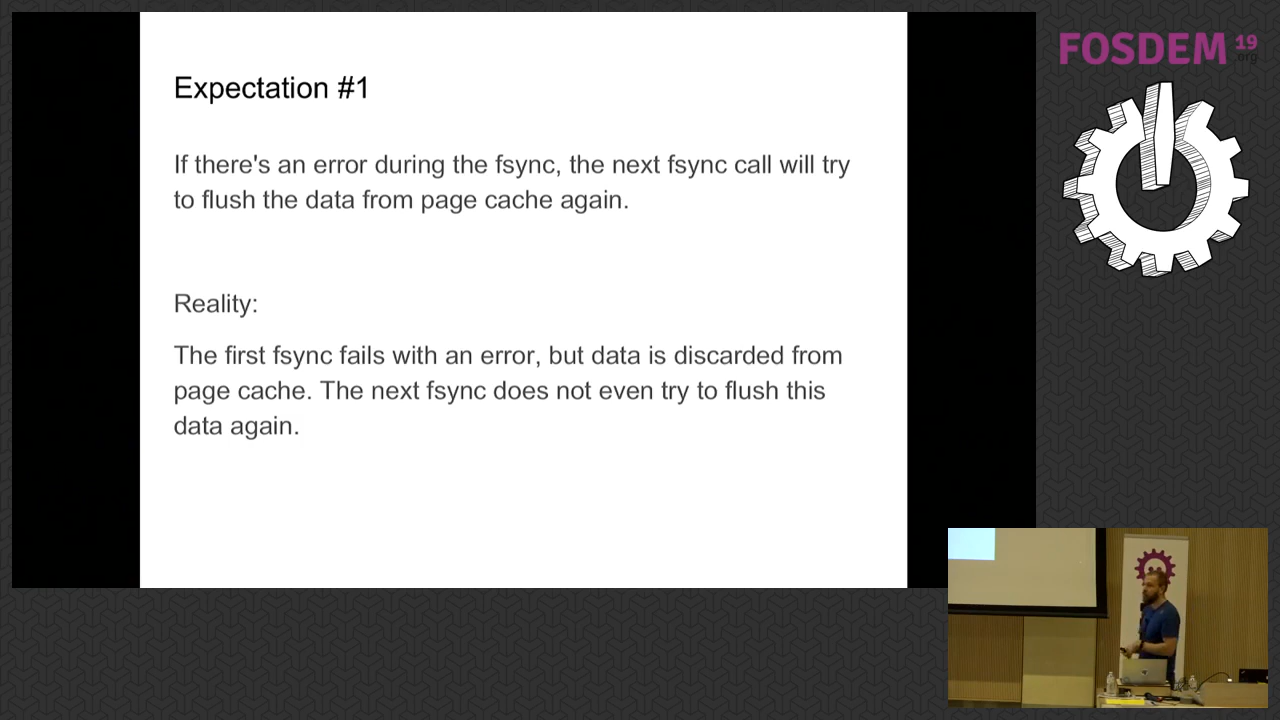 FOSDEM 19
.org
Expectation #1
If there's an error during the fsync, the next fsync call will try
to flush the data from page cache again.
Reality:
The first fsync fails with an error, but data is discarded from
page cache. The next fsync does not even try to flush this
data again.